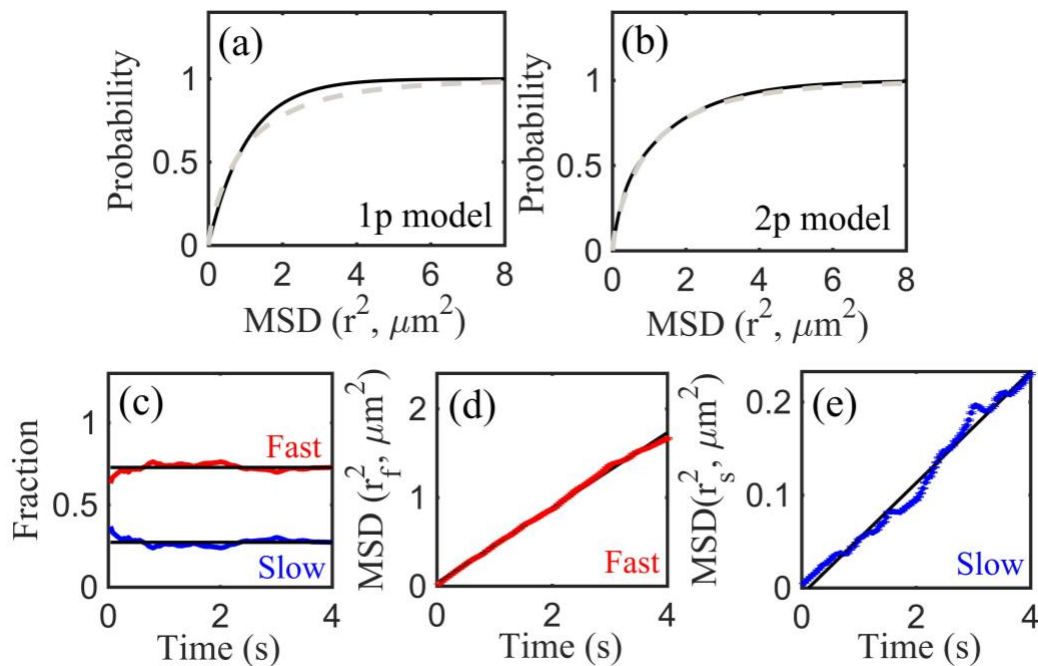 (a)
Probability
1
0.5
0
1p model
0 2 4 6 8
MSD (r², μm²)
(b)
Probability
1
0.5
0
2p model
0 2 4 6 8
MSD (r², μm²)
(c)
Fraction
1
0.5
0
Fast
Slow
0 2 4
Time (s)
(d)
MSD (r_f², μm²)
2
1
0
Fast
0 2 4
Time (s)
(e)
MSD(r_s², μm²)
0.2
0.1
0
Slow
0 2 4
Time (s)